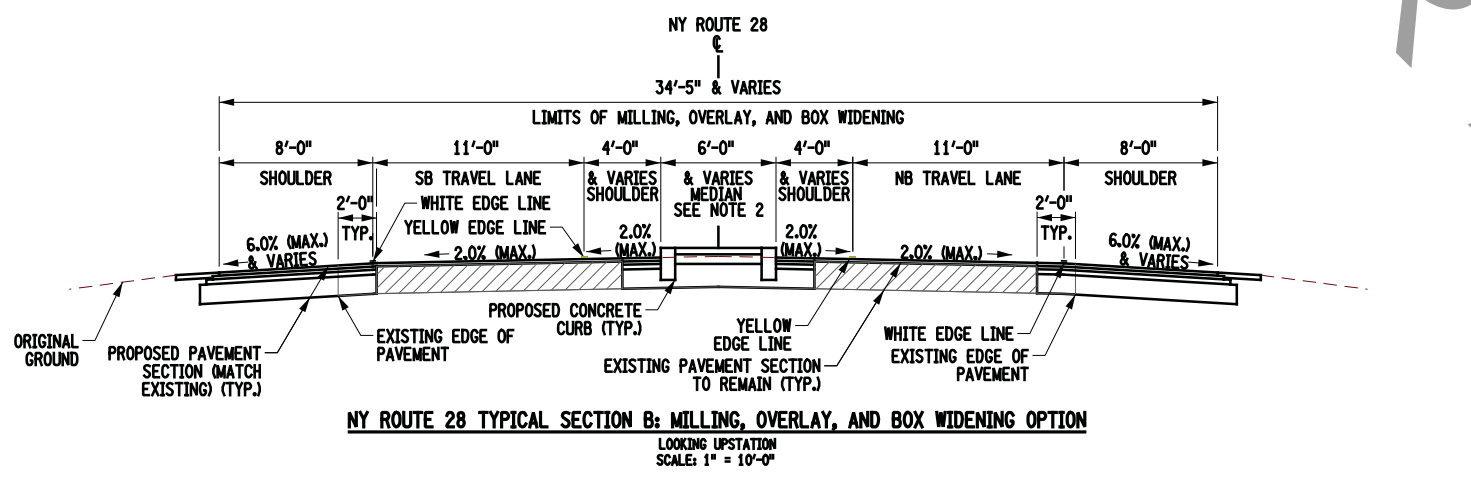 NY ROUTE 28
℄
34'-5" & VARIES
LIMITS OF MILLING, OVERLAY, AND BOX WIDENING
8'-0"
11'-0"
4'-0"
6'-0"
4'-0"
11'-0"
8'-0"
SHOULDER
SB TRAVEL LANE
& VARIES
SHOULDER
& VARIES
MEDIAN
SEE NOTE 2
& VARIES
SHOULDER
NB TRAVEL LANE
SHOULDER
2'-0"
TYP.
WHITE EDGE LINE
YELLOW EDGE LINE
2'-0"
TYP.
6.0% (MAX.)
& VARIES
2.0% (MAX.)
2.0%
(MAX.)
2.0%
(MAX.)
2.0% (MAX.)
6.0% (MAX.)
& VARIES
ORIGINAL
GROUND
PROPOSED PAVEMENT
SECTION (MATCH
EXISTING) (TYP.)
EXISTING EDGE OF
PAVEMENT
PROPOSED CONCRETE
CURB (TYP.)
YELLOW
EDGE LINE
EXISTING PAVEMENT SECTION
TO REMAIN (TYP.)
WHITE EDGE LINE
EXISTING EDGE OF
PAVEMENT
NY ROUTE 28 TYPICAL SECTION B: MILLING, OVERLAY, AND BOX WIDENING OPTION
LOOKING UPSTATION
SCALE: 1" = 10'-0"